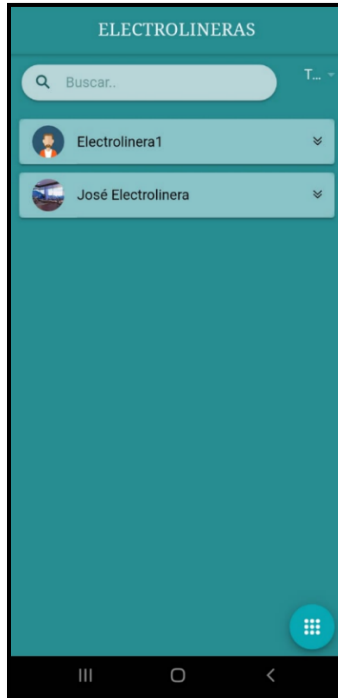 ELECTROLINERAS
Buscar..
T...
Electrolinera1
José Electrolinera